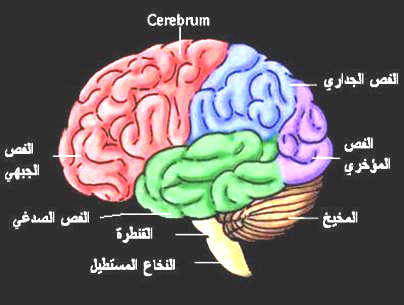 Cerebrum
الفص الجداري
الفص
المؤخري
الفص
الجبهي
المخيخ
الفص الصدغي
القنطرة
النخاع المستطيل